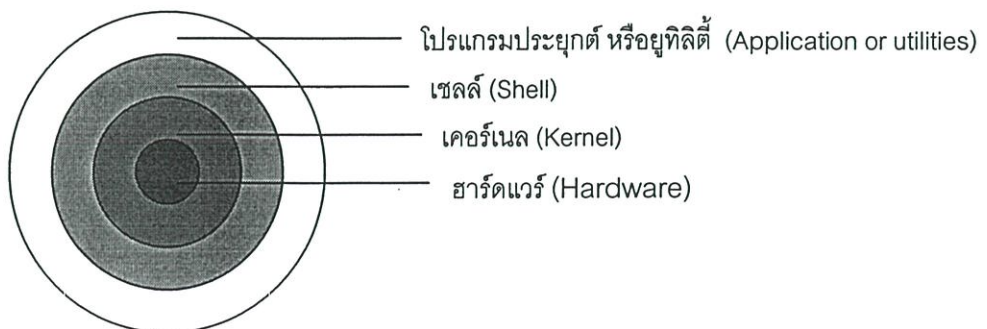 โปรแกรมประยุกต์ หรือยูทิลิตี้ (Application or utilities)
เชลล์ (Shell)
เคอร์เนล (Kernel)
ฮาร์ดแวร์ (Hardware)